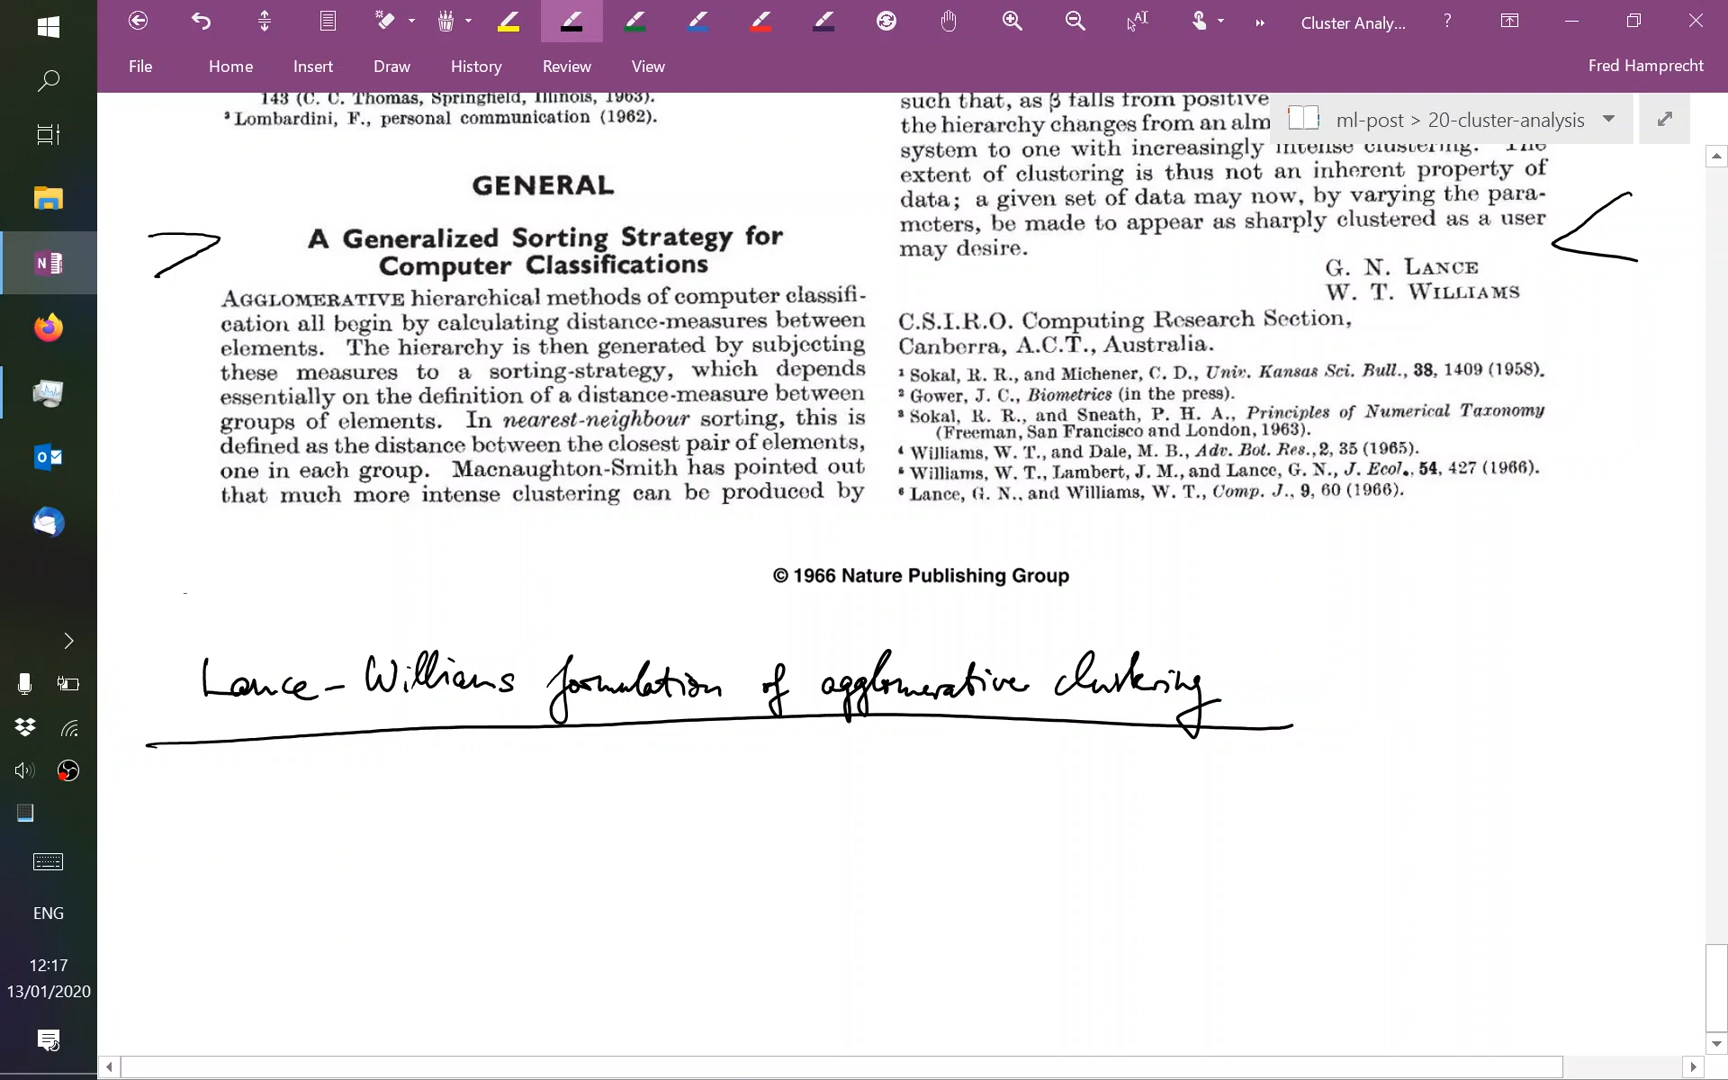 Cluster Analy...
?
File
Home
Insert
Draw
History
Review
View
Fred Hamprecht
ml-post > 20-cluster-analysis
143 (C. C. Thomas, Springfield, Illinois, 1963).
³ Lombardini, F., personal communication (1962).
GENERAL
A Generalized Sorting Strategy for
Computer Classifications
AGGLOMERATIVE hierarchical methods of computer classifi-
cation all begin by calculating distance-measures between
elements. The hierarchy is then generated by subjecting
these measures to a sorting-strategy, which depends
essentially on the definition of a distance-measure between
groups of elements. In nearest-neighbour sorting, this is
defined as the distance between the closest pair of elements,
one in each group. Macnaughton-Smith has pointed out
that much more intense clustering can be produced by
such that, as β falls from positive
the hierarchy changes from an alm
system to one with increasingly intense clustering. The
extent of clustering is thus not an inherent property of
data; a given set of data may now, by varying the para-
meters, be made to appear as sharply clustered as a user
may desire.
G. N. LANCE
W. T. WILLIAMS
C.S.I.R.O. Computing Research Section,
Canberra, A.C.T., Australia.
¹ Sokal, R. R., and Michener, C. D., Univ. Kansas Sci. Bull., 38, 1409 (1958).
² Gower, J. C., Biometrics (in the press).
³ Sokal, R. R., and Sneath, P. H. A., Principles of Numerical Taxonomy
(Freeman, San Francisco and London, 1963).
⁴ Williams, W. T., and Dale, M. B., Adv. Bot. Res., 2, 35 (1965).
⁵ Williams, W. T., Lambert, J. M., and Lance, G. N., J. Ecol., 54, 427 (1966).
⁶ Lance, G. N., and Williams, W. T., Comp. J., 9, 60 (1966).
© 1966 Nature Publishing Group
Lance-Williams formulation of agglomerative clustering
ENG
12:17
13/01/2020